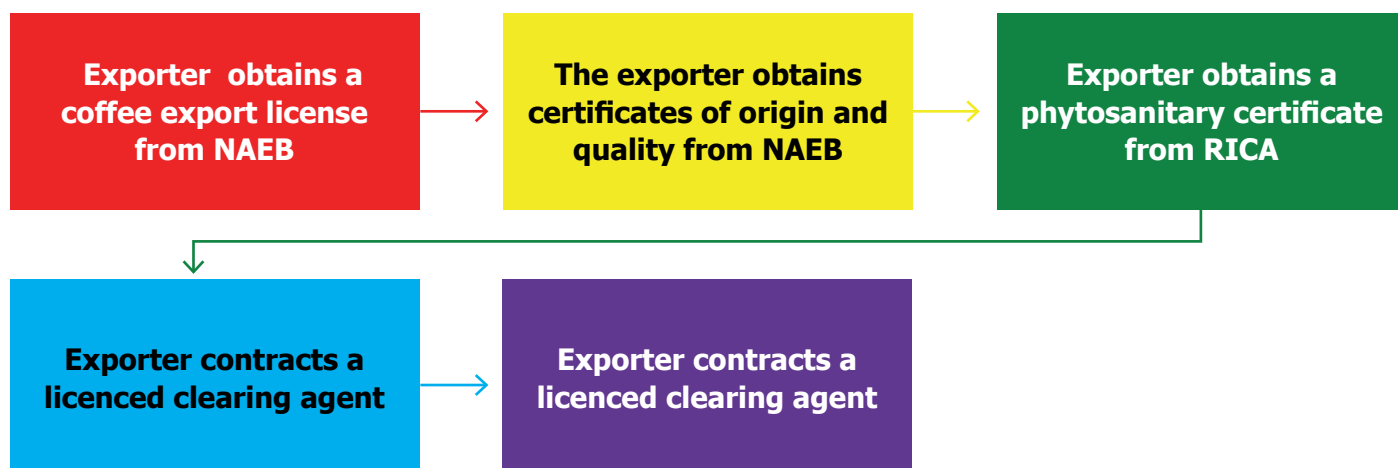 Exporter obtains a
coffee export license
from NAEB
The exporter obtains
certificates of origin and
quality from NAEB
Exporter obtains a
phytosanitary certificate
from RICA
Exporter contracts a
licenced clearing agent
Exporter contracts a
licenced clearing agent